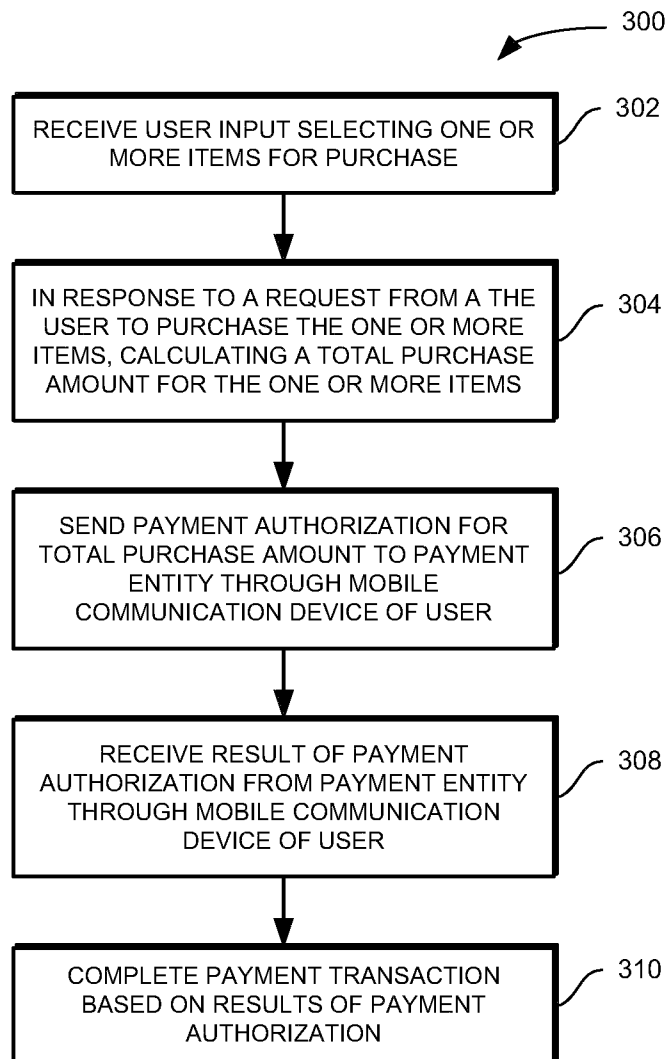 300
RECEIVE USER INPUT SELECTING ONE OR
MORE ITEMS FOR PURCHASE
302
IN RESPONSE TO A REQUEST FROM A THE
USER TO PURCHASE THE ONE OR MORE
ITEMS, CALCULATING A TOTAL PURCHASE
AMOUNT FOR THE ONE OR MORE ITEMS
304
SEND PAYMENT AUTHORIZATION FOR
TOTAL PURCHASE AMOUNT TO PAYMENT
ENTITY THROUGH MOBILE
COMMUNICATION DEVICE OF USER
306
RECEIVE RESULT OF PAYMENT
AUTHORIZATION FROM PAYMENT ENTITY
THROUGH MOBILE COMMUNICATION
DEVICE OF USER
308
COMPLETE PAYMENT TRANSACTION
BASED ON RESULTS OF PAYMENT
AUTHORIZATION
310